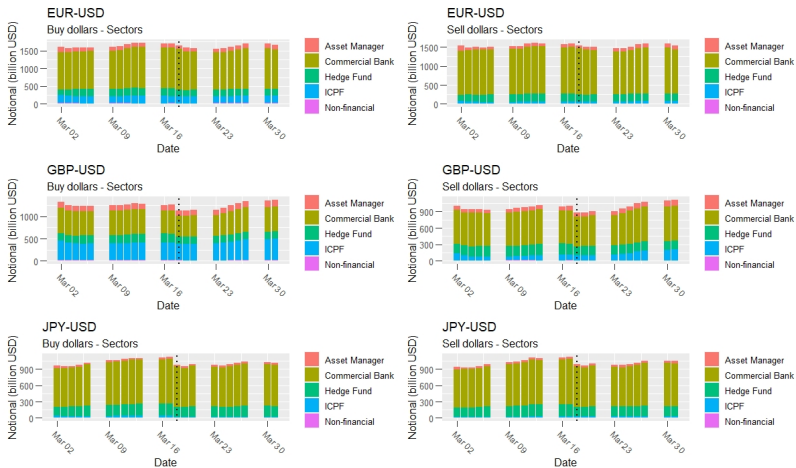 EUR-USD
Buy dollars - Sectors
Notional (billion USD)
1500
1000
500
0
Mar 02
Mar 09
Mar 16
Mar 23
Mar 30
Date
Asset Manager
Commercial Bank
Hedge Fund
ICPF
Non-financial
EUR-USD
Sell dollars - Sectors
Notional (billion USD)
1500
1000
500
0
Mar 02
Mar 09
Mar 16
Mar 23
Mar 30
Date
Asset Manager
Commercial Bank
Hedge Fund
ICPF
Non-financial
GBP-USD
Buy dollars - Sectors
Notional (billion USD)
1000
500
0
Mar 02
Mar 09
Mar 16
Mar 23
Mar 30
Date
Asset Manager
Commercial Bank
Hedge Fund
ICPF
Non-financial
GBP-USD
Sell dollars - Sectors
Notional (billion USD)
900
600
300
0
Mar 02
Mar 09
Mar 16
Mar 23
Mar 30
Date
Asset Manager
Commercial Bank
Hedge Fund
ICPF
Non-financial
JPY-USD
Buy dollars - Sectors
Notional (billion USD)
900
600
300
0
Mar 02
Mar 09
Mar 16
Mar 23
Mar 30
Date
Asset Manager
Commercial Bank
Hedge Fund
ICPF
Non-financial
JPY-USD
Sell dollars - Sectors
Notional (billion USD)
900
600
300
0
Mar 02
Mar 09
Mar 16
Mar 23
Mar 30
Date
Asset Manager
Commercial Bank
Hedge Fund
ICPF
Non-financial